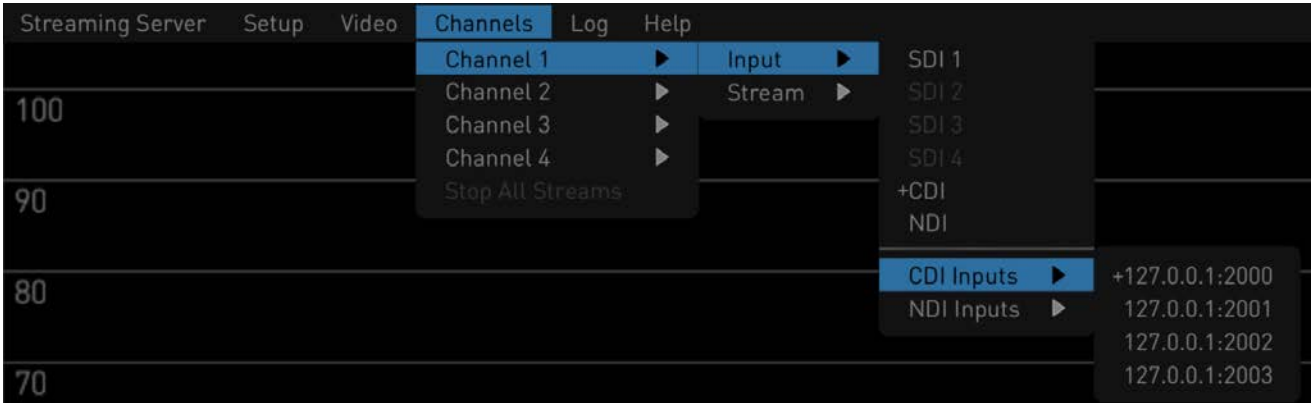 Streaming Server Setup Video Channels Log Help
Channel 1 ▶ Input ▶ SDI 1
Channel 2 ▶ Stream ▶ SDI 2
100
Channel 3 ▶ SDI 3
Channel 4 ▶ SDI 4
Stop All Streams +CDI
90
NDI
CDI Inputs ▶ +127.0.0.1:2000
80
NDI Inputs ▶ 127.0.0.1:2001
127.0.0.1:2002
70
127.0.0.1:2003